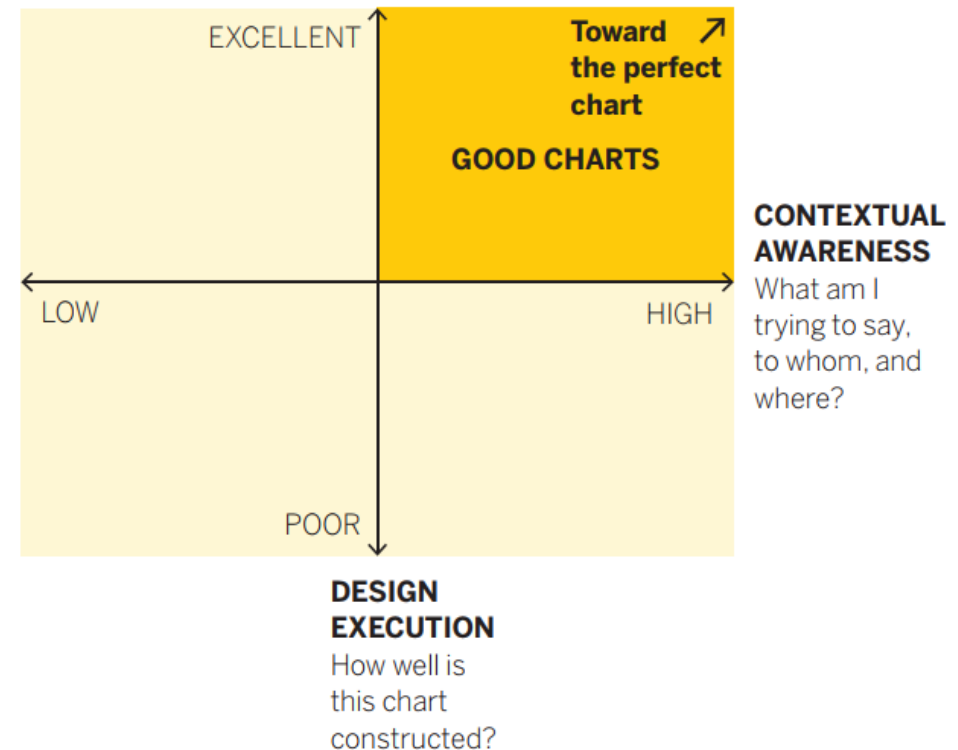 EXCELLENT
Toward ↗
the perfect
chart
GOOD CHARTS
CONTEXTUAL
AWARENESS
What am I
trying to say,
to whom, and
where?
LOW
HIGH
POOR
DESIGN
EXECUTION
How well is
this chart
constructed?